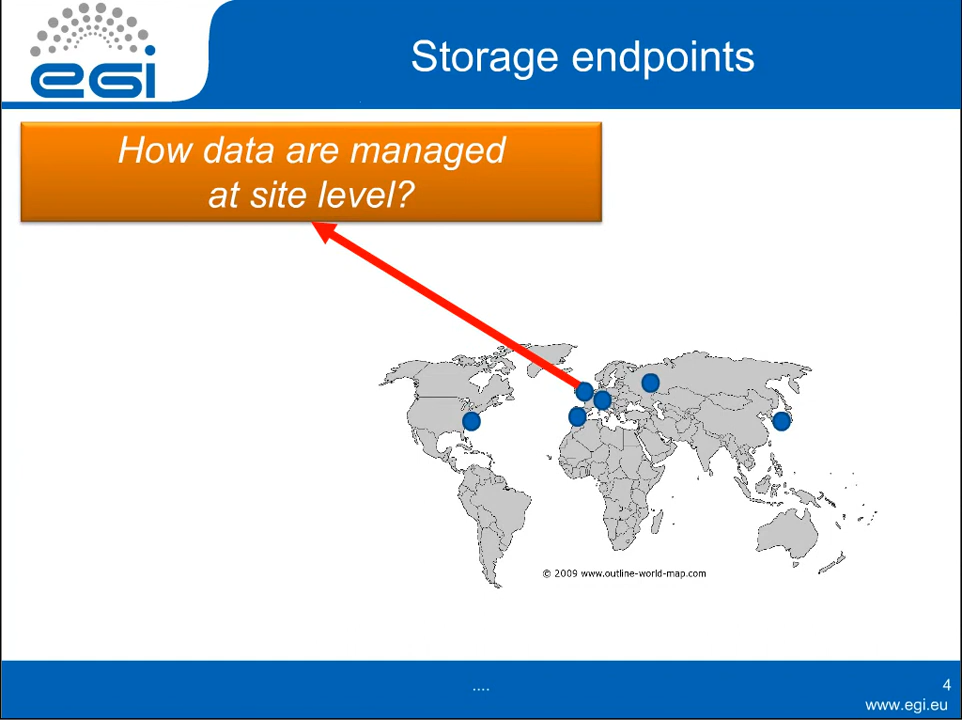 egi
Storage endpoints
How data are managed
at site level?
© 2009 www.outline-world-map.com
....
4
www.egi.eu